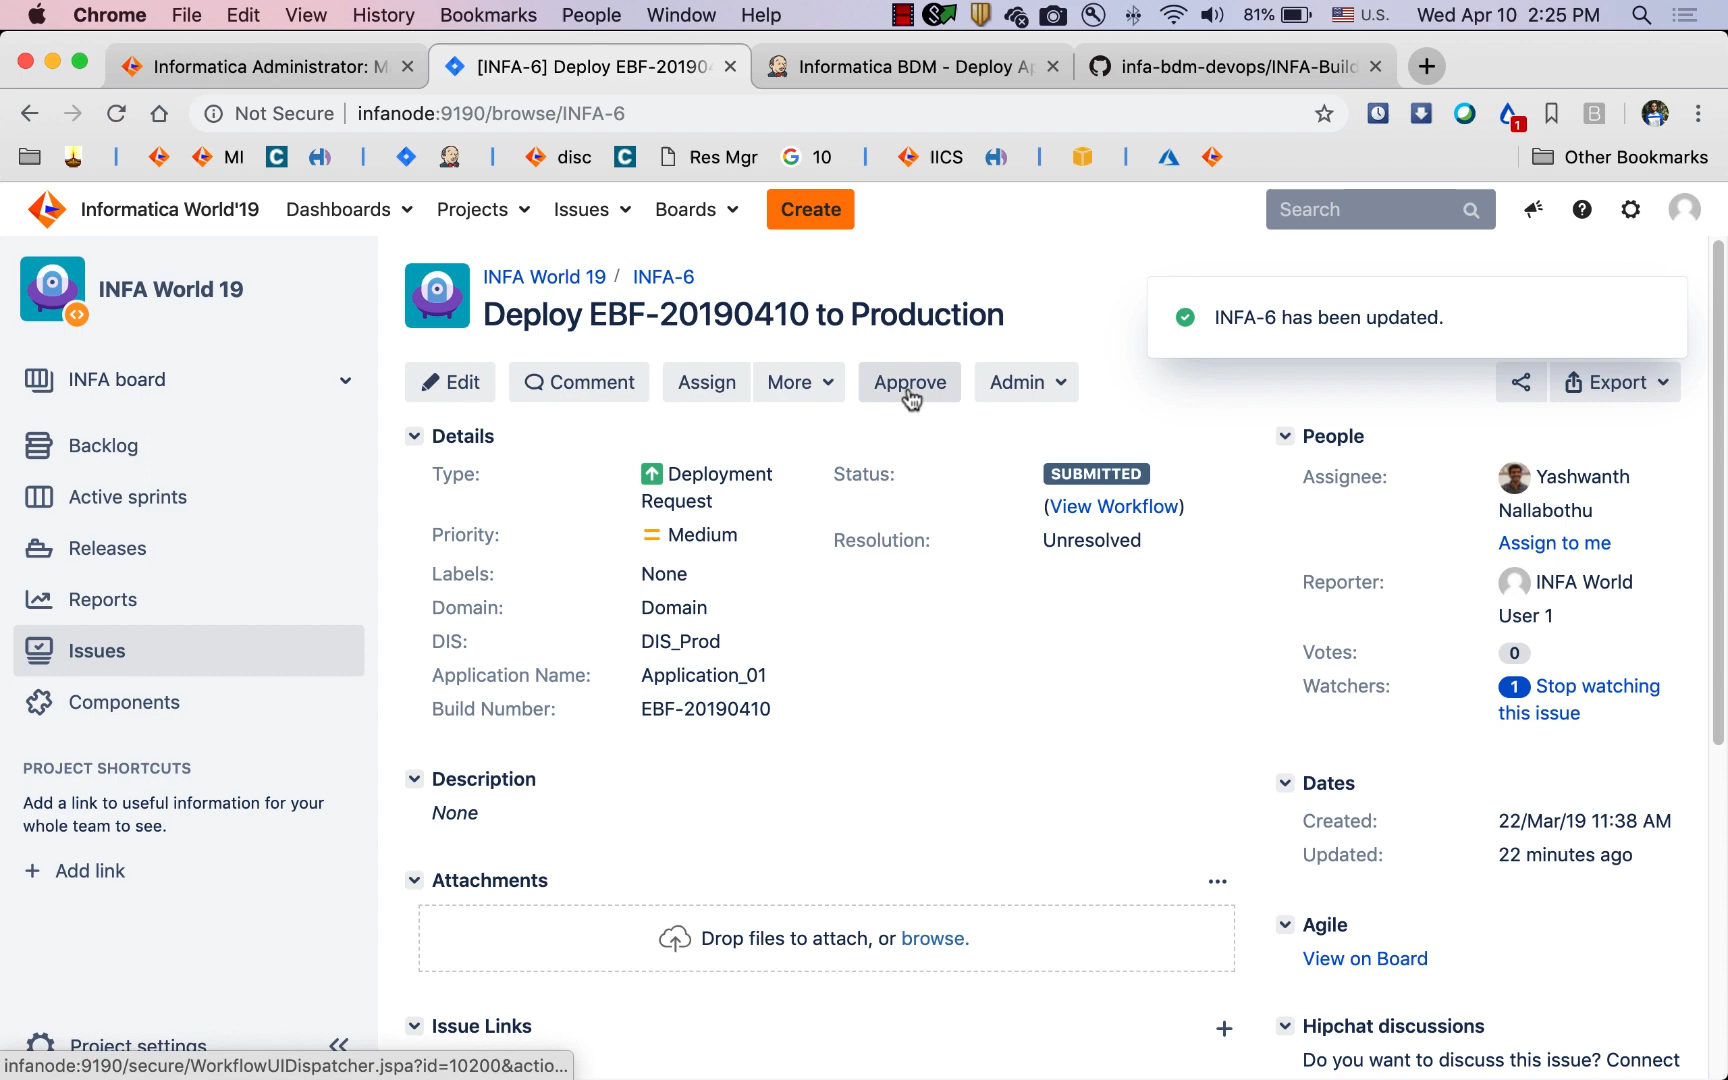 Chrome File Edit View History Bookmarks People Window Help 81% U.S. Wed Apr 10 2:25 PM
Informatica Administrator: M [INFA-6] Deploy EBF-20190 Informatica BDM - Deploy Ap infa-bdm-devops/INFA-Build
Not Secure infanode:9190/browse/INFA-6 1
MI C disc C Res Mgr 10 IICS Other Bookmarks
Informatica World'19 Dashboards Projects Issues Boards Create Search
INFA World 19
INFA World 19 / INFA-6
Deploy EBF-20190410 to Production
INFA-6 has been updated.
INFA board
Edit Comment Assign More Approve Admin Export
Backlog
Active sprints
Releases
Reports
Issues
Components
PROJECT SHORTCUTS
Add a link to useful information for your
whole team to see.
+ Add link
Project settings
Details
Type: Deployment
Request
Status: SUBMITTED
(View Workflow)
Priority: Medium
Resolution: Unresolved
Labels: None
Domain: Domain
DIS: DIS_Prod
Application Name: Application_01
Build Number: EBF-20190410
Description
None
Attachments
Drop files to attach, or browse.
Issue Links
People
Assignee: Yashwanth
Nallabothu
Assign to me
Reporter: INFA World
User 1
Votes: 0
Watchers: 1 Stop watching
this issue
Dates
Created: 22/Mar/19 11:38 AM
Updated: 22 minutes ago
Agile
View on Board
Hipchat discussions
Do you want to discuss this issue? Connect
infanode:9190/secure/WorkflowUIDispatcher.jspa?id=10200&actio...